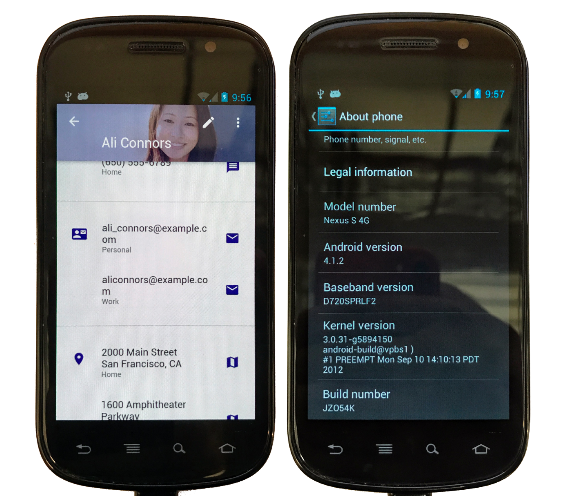 9:56
Ali Connors
(650) 555-6789
Home
ali_connors@example.c
om
Personal
aliconnors@example.co
m
Work
2000 Main Street
San Francisco, CA
Home
1600 Amphitheater
Parkway
9:57
About phone
Phone number, signal, etc.
Legal information
Model number
Nexus S 4G
Android version
4.1.2
Baseband version
D720SPRLF2
Kernel version
3.0.31-g5894150
android-build@vpbs1 )
#1 PREEMPT Mon Sep 10 14:10:13 PDT
2012
Build number
JZO54K